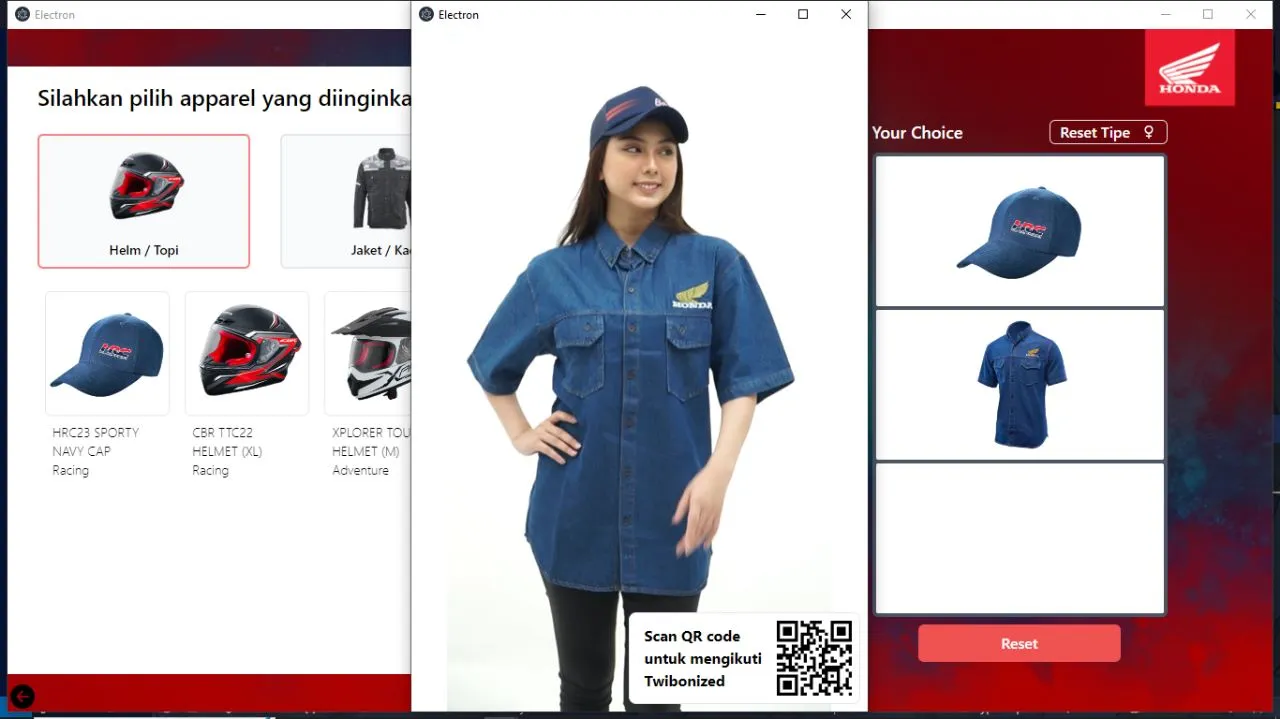 Electron
Silahkan pilih apparel yang diinginka
Helm / Topi
Jaket / Ka
HRC23 SPORTY
NAVY CAP
Racing
CBR TTC22
HELMET (XL)
Racing
XPLORER TOU
HELMET (M)
Adventure
Electron
HONDA
Scan QR code
untuk mengikuti
Twibonized
HONDA
Your Choice
Reset Tipe
HRC
Reset